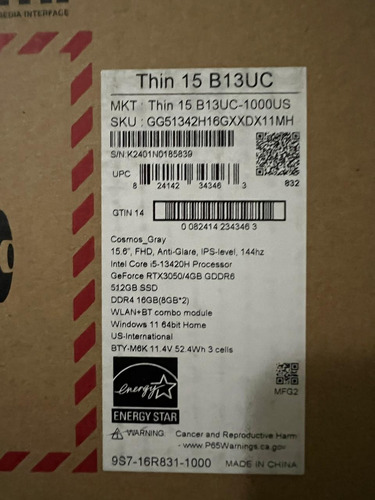 EDIA INTERFACE
Thin 15 B13UC
MKT : Thin 15 B13UC-1000US
SKU : GG51342H16GXXDX11MH
S/N:K2401N0185839
UPC
8 24142 34346 3
832
GTIN 14
0 082414 234346 3
Cosmos_Gray
15.6", FHD, Anti-Glare, IPS-level, 144hz
Intel Core i5-13420H Processor
GeForce RTX3050/4GB GDDR6
512GB SSD
DDR4 16GB(8GB*2)
WLAN+BT combo module
Windows 11 64bit Home
US-International
BTY-M6K 11.4V 52.4Wh 3 cells
energy
ENERGY STAR
MFG2
WARNING: Cancer and Reproductive Harm
- www.P65Warnings.ca.gov
9S7-16R831-1000 MADE IN CHINA